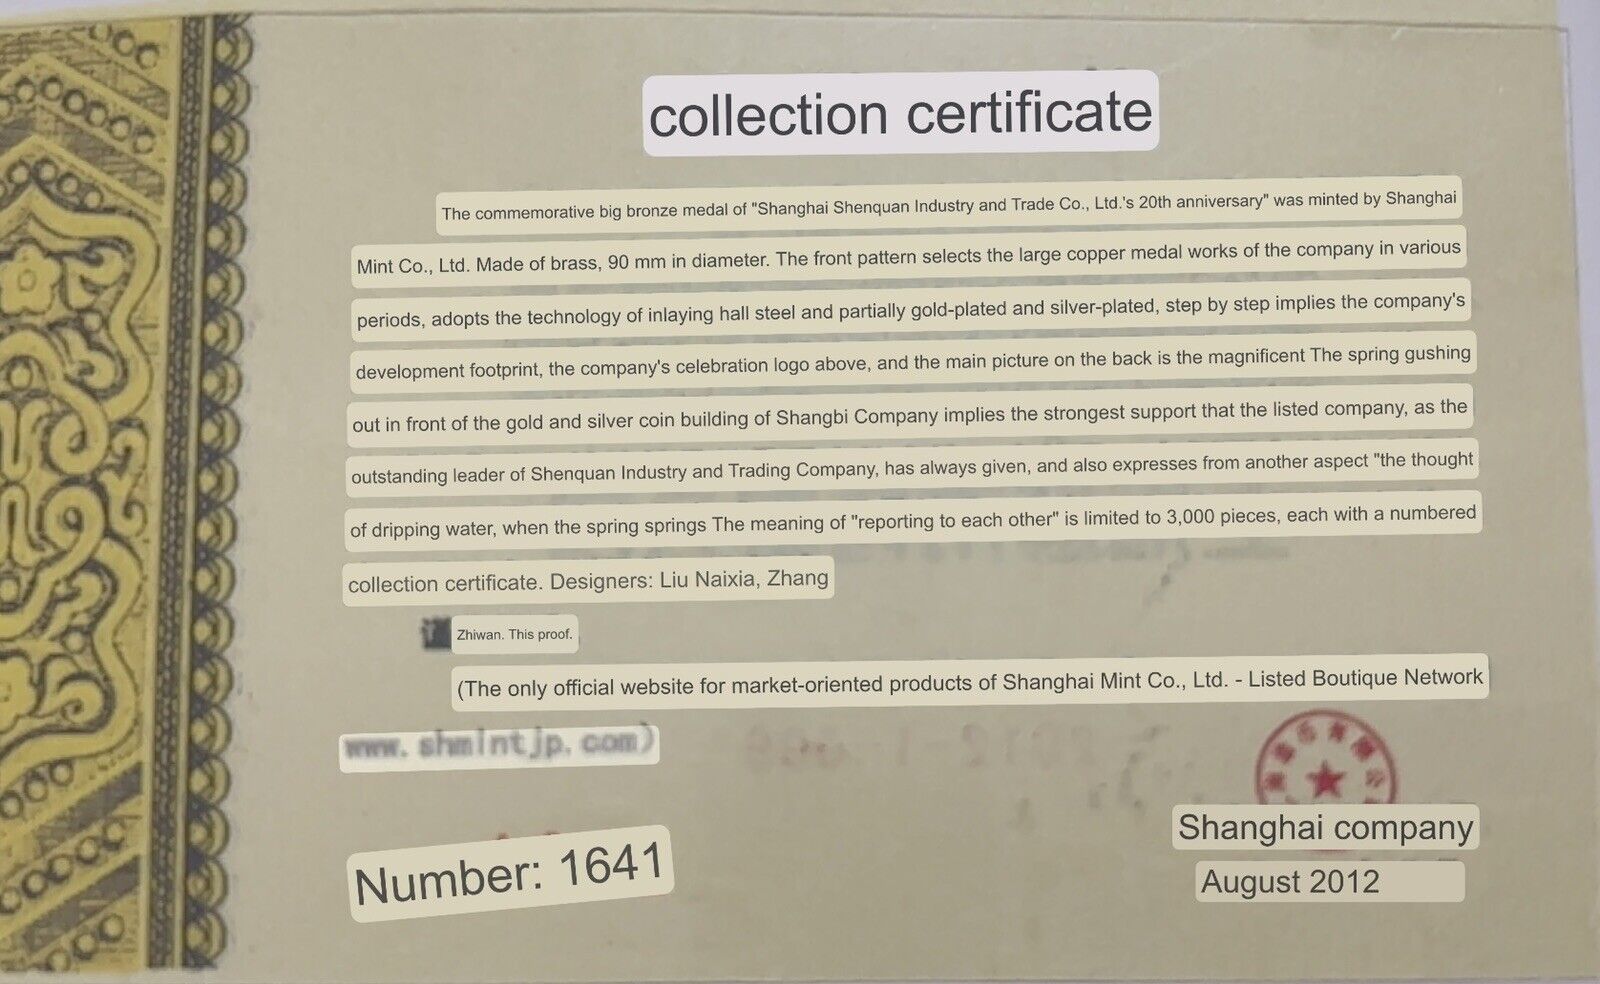 collection certificate
The commemorative big bronze medal of "Shanghai Shenquan Industry and Trade Co., Ltd.'s 20th anniversary" was minted by Shanghai
Mint Co., Ltd. Made of brass, 90 mm in diameter. The front pattern selects the large copper medal works of the company in various
periods, adopts the technology of inlaying hall steel and partially gold-plated and silver-plated, step by step implies the company's
development footprint, the company's celebration logo above, and the main picture on the back is the magnificent The spring gushing
out in front of the gold and silver coin building of Shangbi Company implies the strongest support that the listed company, as the
outstanding leader of Shenquan Industry and Trading Company, has always given, and also expresses from another aspect "the thought
of dripping water, when the spring springs The meaning of "reporting to each other" is limited to 3,000 pieces, each with a numbered
collection certificate. Designers: Liu Naixia, Zhang
Zhiwan. This proof.
(The only official website for market-oriented products of Shanghai Mint Co., Ltd. - Listed Boutique Network
www.shmintjp.com)
Number: 1641
Shanghai company
August 2012